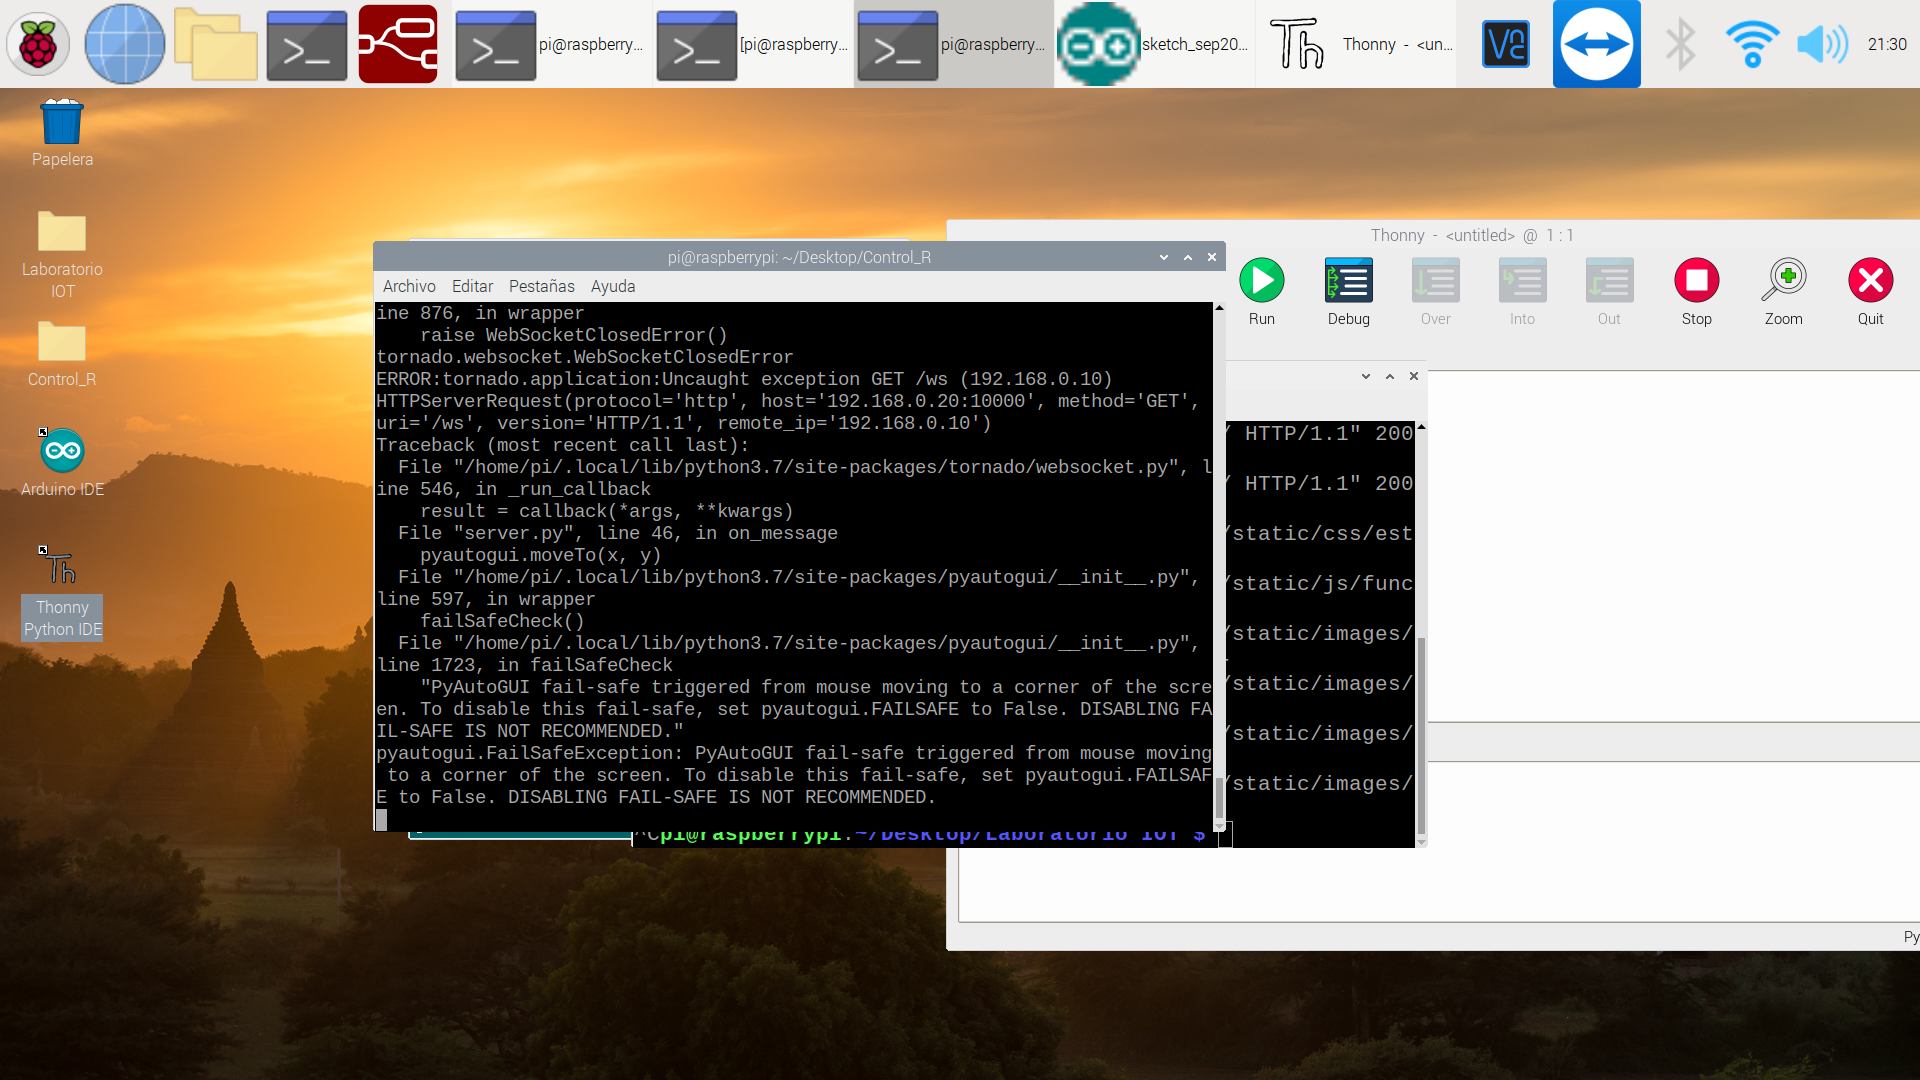 pi@raspberry...
[pi@raspberry...
pi@raspberry...
sketch_sep20...
Thonny - <un...
21:30
Papelera
Laboratorio
IOT
Control_R
Arduino IDE
Thonny
Python IDE
Thonny - <untitled> @ 1 : 1
Run
Debug
Over
Into
Out
Stop
Zoom
Quit
pi@raspberrypi: ~/Desktop/Control_R
Archivo Editar Pestañas Ayuda
ine 876, in wrapper
raise WebSocketClosedError()
tornado.websocket.WebSocketClosedError
ERROR:tornado.application:Uncaught exception GET /ws (192.168.0.10)
HTTPServerRequest(protocol='http', host='192.168.0.20:10000', method='GET',
uri='/ws', version='HTTP/1.1', remote_ip='192.168.0.10')
Traceback (most recent call last):
File "/home/pi/.local/lib/python3.7/site-packages/tornado/websocket.py", l
ine 546, in _run_callback
result = callback(*args, **kwargs)
File "server.py", line 46, in on_message
pyautogui.moveTo(x, y)
File "/home/pi/.local/lib/python3.7/site-packages/pyautogui/__init__.py",
line 597, in wrapper
failSafeCheck()
File "/home/pi/.local/lib/python3.7/site-packages/pyautogui/__init__.py",
line 1723, in failSafeCheck
"PyAutoGUI fail-safe triggered from mouse moving to a corner of the scre
en. To disable this fail-safe, set pyautogui.FAILSAFE to False. DISABLING FA
IL-SAFE IS NOT RECOMMENDED."
pyautogui.FailSafeException: PyAutoGUI fail-safe triggered from mouse moving
to a corner of the screen. To disable this fail-safe, set pyautogui.FAILSAF
E to False. DISABLING FAIL-SAFE IS NOT RECOMMENDED.
/ HTTP/1.1" 200
/ HTTP/1.1" 200
/static/css/est
/static/js/func
/static/images/
/static/images/
/static/images/
/static/images/
^Cpi@raspberrypi:~/Desktop/Laboratorio IOT $
Py